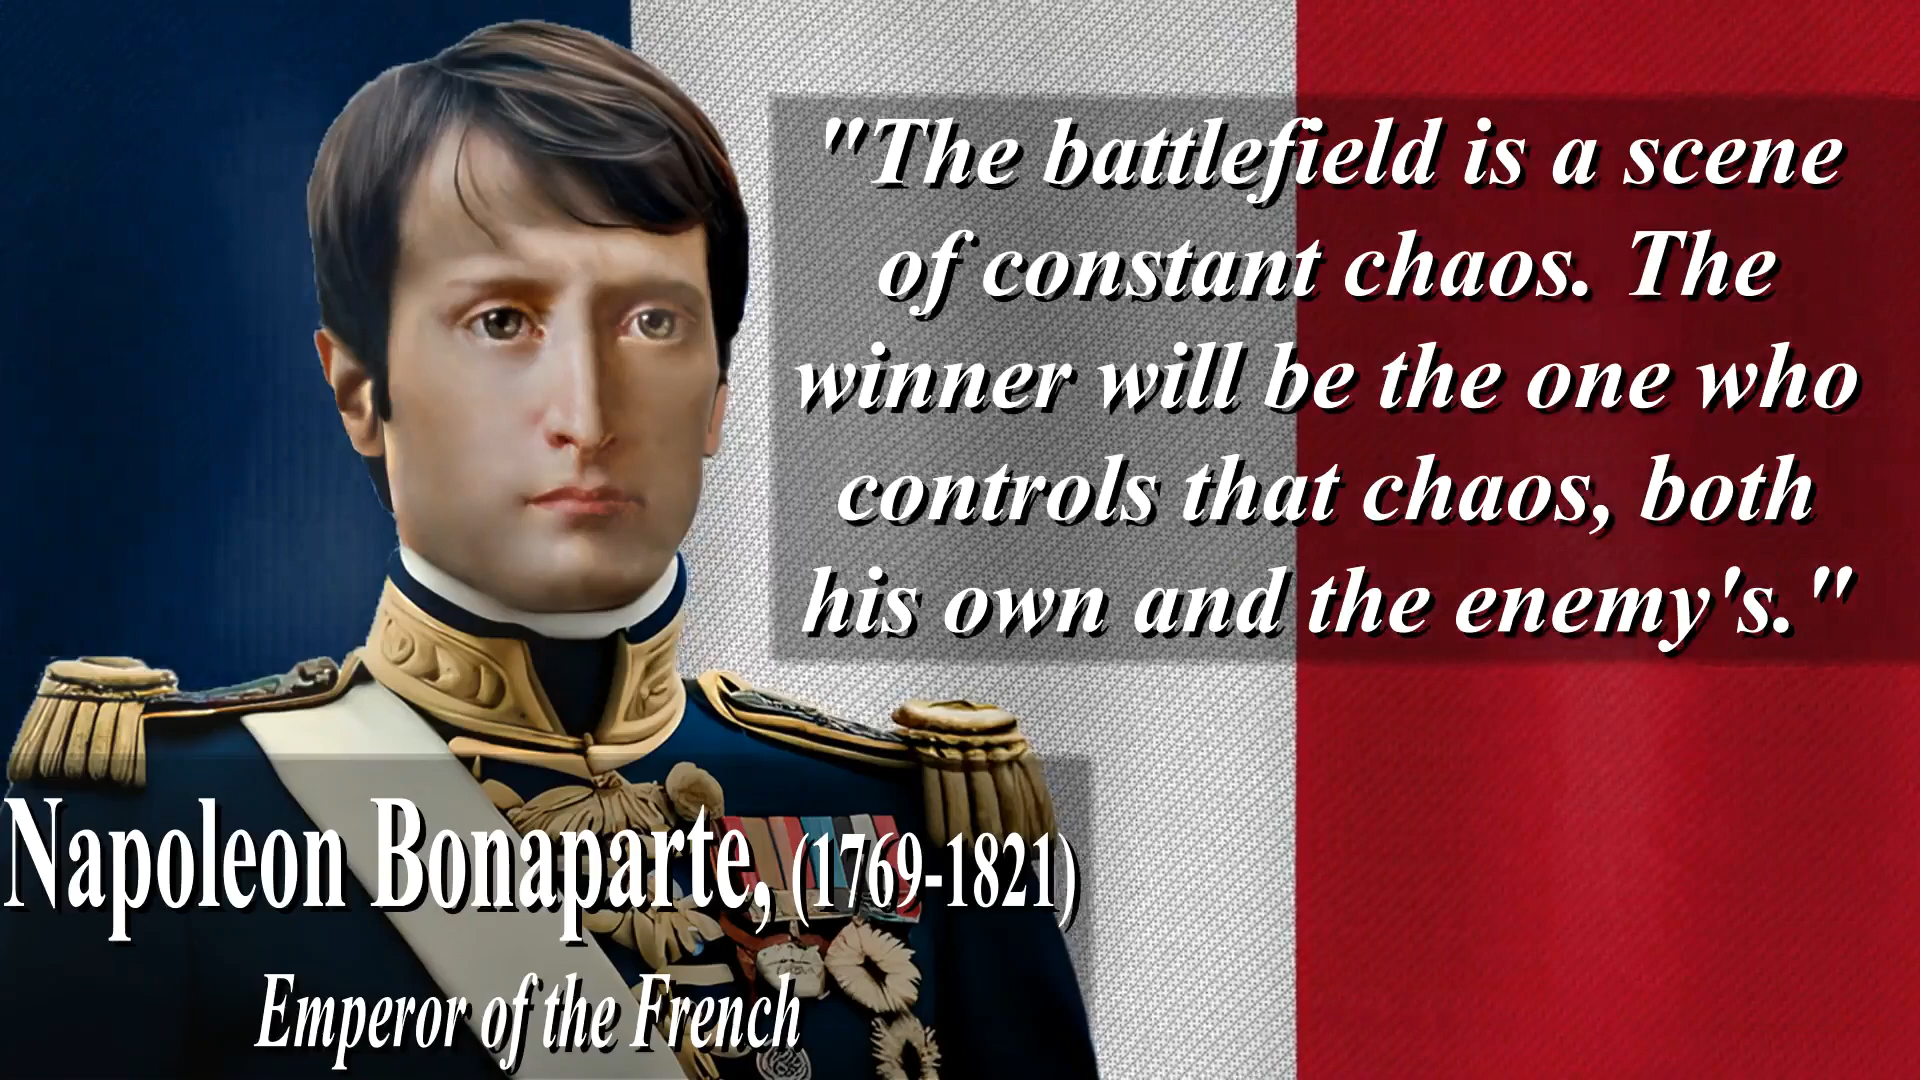 "The battlefield is a scene
of constant chaos. The
winner will be the one who
controls that chaos, both
his own and the enemy's."
Napoleon Bonaparte, (1769-1821)
Emperor of the French